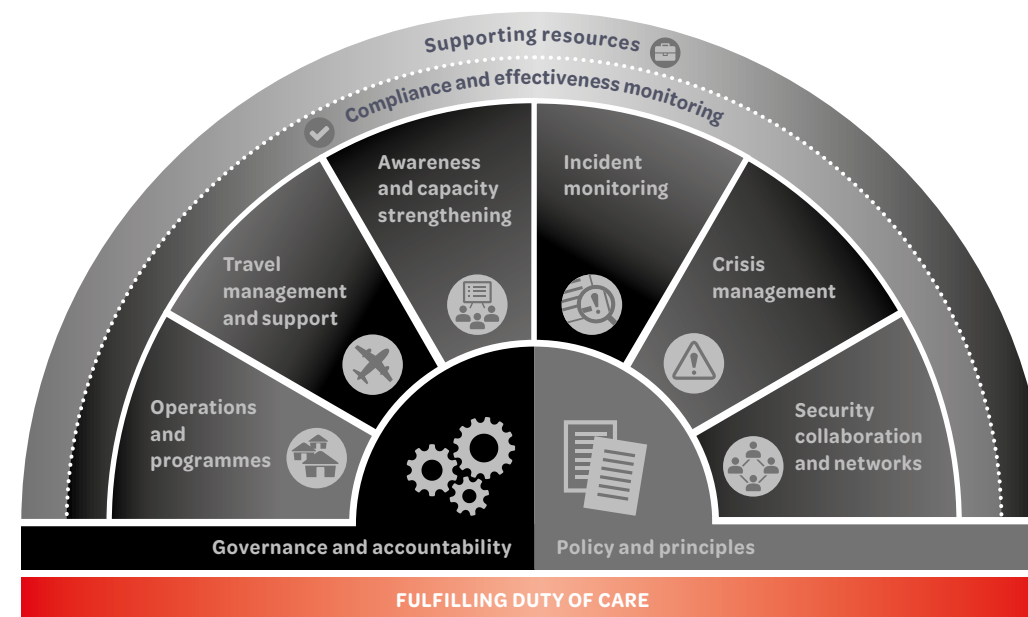 Supporting resources
Compliance and effectiveness monitoring
Awareness
and capacity
strengthening
Incident
monitoring
Travel
management
and support
Crisis
management
Operations
and
programmes
Security
collaboration
and networks
Governance and accountability
Policy and principles
FULFILLING DUTY OF CARE